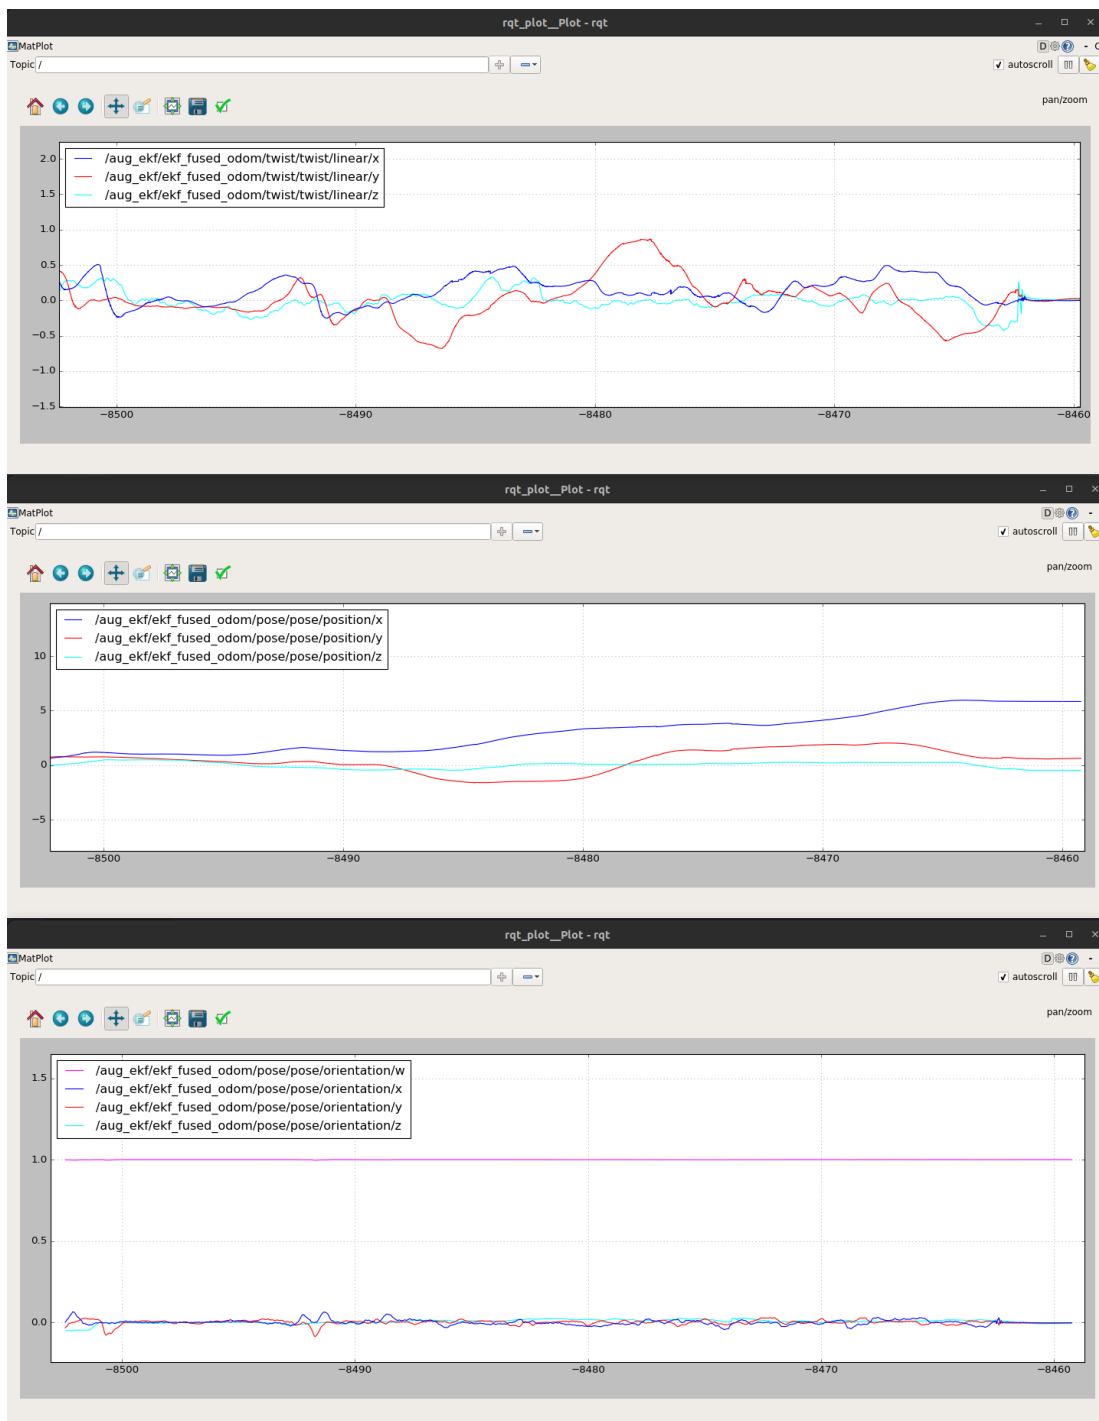 rqt_plot__Plot - rqt
MatPlot D - C
Topic / autoscroll
pan/zoom
2.0
/aug_ekf/ekf_fused_odom/twist/twist/linear/x
/aug_ekf/ekf_fused_odom/twist/twist/linear/y
1.5
/aug_ekf/ekf_fused_odom/twist/twist/linear/z
1.0
0.5
0.0
−0.5
−1.0
−1.5
−8500 −8490 −8480 −8470 −8460
rqt_plot__Plot - rqt
MatPlot D -
Topic / autoscroll
pan/zoom
/aug_ekf/ekf_fused_odom/pose/pose/position/x
/aug_ekf/ekf_fused_odom/pose/pose/position/y
10
/aug_ekf/ekf_fused_odom/pose/pose/position/z
5
0
−5
−8500 −8490 −8480 −8470 −8460
rqt_plot__Plot - rqt
MatPlot D -
Topic / autoscroll
pan/zoom
/aug_ekf/ekf_fused_odom/pose/pose/orientation/w
1.5
/aug_ekf/ekf_fused_odom/pose/pose/orientation/x
/aug_ekf/ekf_fused_odom/pose/pose/orientation/y
/aug_ekf/ekf_fused_odom/pose/pose/orientation/z
1.0
0.5
0.0
−8500 −8490 −8480 −8470 −8460